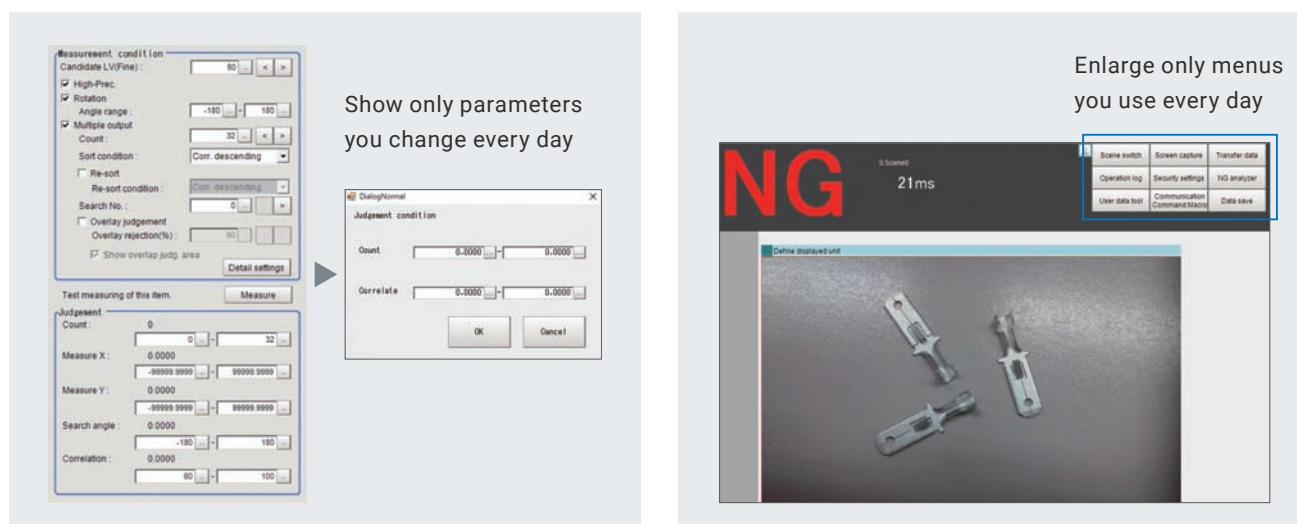 Measurement condition
Candidate LV(Fine) : 60 ... < >
High-Prec.
Rotation
Angle range : -180 ... - 180 ...
Multiple output
Count : 32 ... < >
Sort condition : Corr. descending
Re-sort
Re-sort condition : Corr. descending
Search No. : 0 ... >
Overlay judgement
Overlay rejection(%) : 60
Show overlap judg. area
Detail settings
Test measuring of this item. Measure
Judgement
Count : 0
0 ... - 32 ...
Measure X : 0.0000
-99999.9999 ... - 99999.9999 ...
Measure Y : 0.0000
-99999.9999 ... - 99999.9999 ...
Search angle : 0.0000
-180 ... - 180 ...
Correlation : 0.0000
60 ... - 100 ...
Show only parameters
you change every day
DialogNormal X
Judgement condition
Count 0.0000 ... - 0.0000 ...
Correlate 0.0000 ... - 0.0000 ...
OK Cancel
Enlarge only menus
you use every day
NG
0.Scene0
21ms
Scene switch Screen capture Transfer data
Operation log Security settings NG analyzer
User data tool Communication Command Macro Data save
Define displayed unit